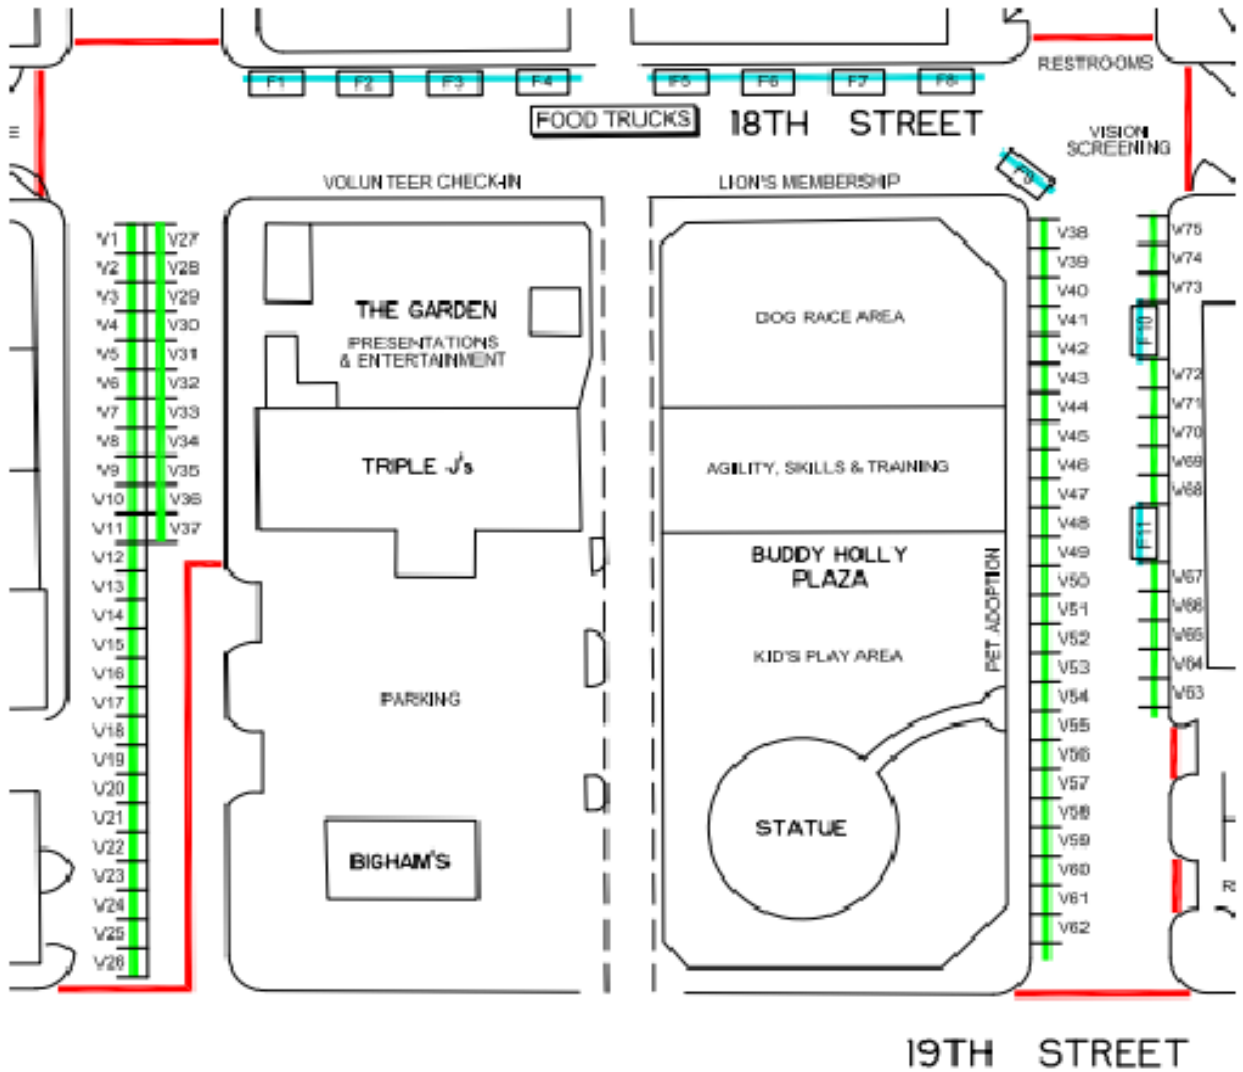 RESTROOMS
F1 F2 F3 F4 F5 F6 F7 F8
FOOD TRUCKS
18TH STREET
VISION
SCREENING
F9
VOLUNTEER CHECK-IN
LION'S MEMBERSHIP
V1
V2
V3
V4
V5
V6
V7
V8
V9
V10
V11
V12
V13
V14
V15
V16
V17
V18
V19
V20
V21
V22
V23
V24
V25
V26
V27
V28
V29
V30
V31
V32
V33
V34
V35
V36
V37
THE GARDEN
PRESENTATIONS
& ENTERTAINMENT
TRIPLE J's
PARKING
BIGHAM'S
DOG RACE AREA
AGILITY, SKILLS & TRAINING
BUDDY HOLLY
PLAZA
PET ADOPTION
KID'S PLAY AREA
STATUE
V38
V39
V40
V41
V42
V43
V44
V45
V46
V47
V48
V49
V50
V51
V52
V53
V54
V55
V56
V57
V58
V59
V60
V61
V62
V75
V74
V73
F10
V72
V71
V70
V69
V68
F11
V67
V66
V65
V64
V63
19TH STREET